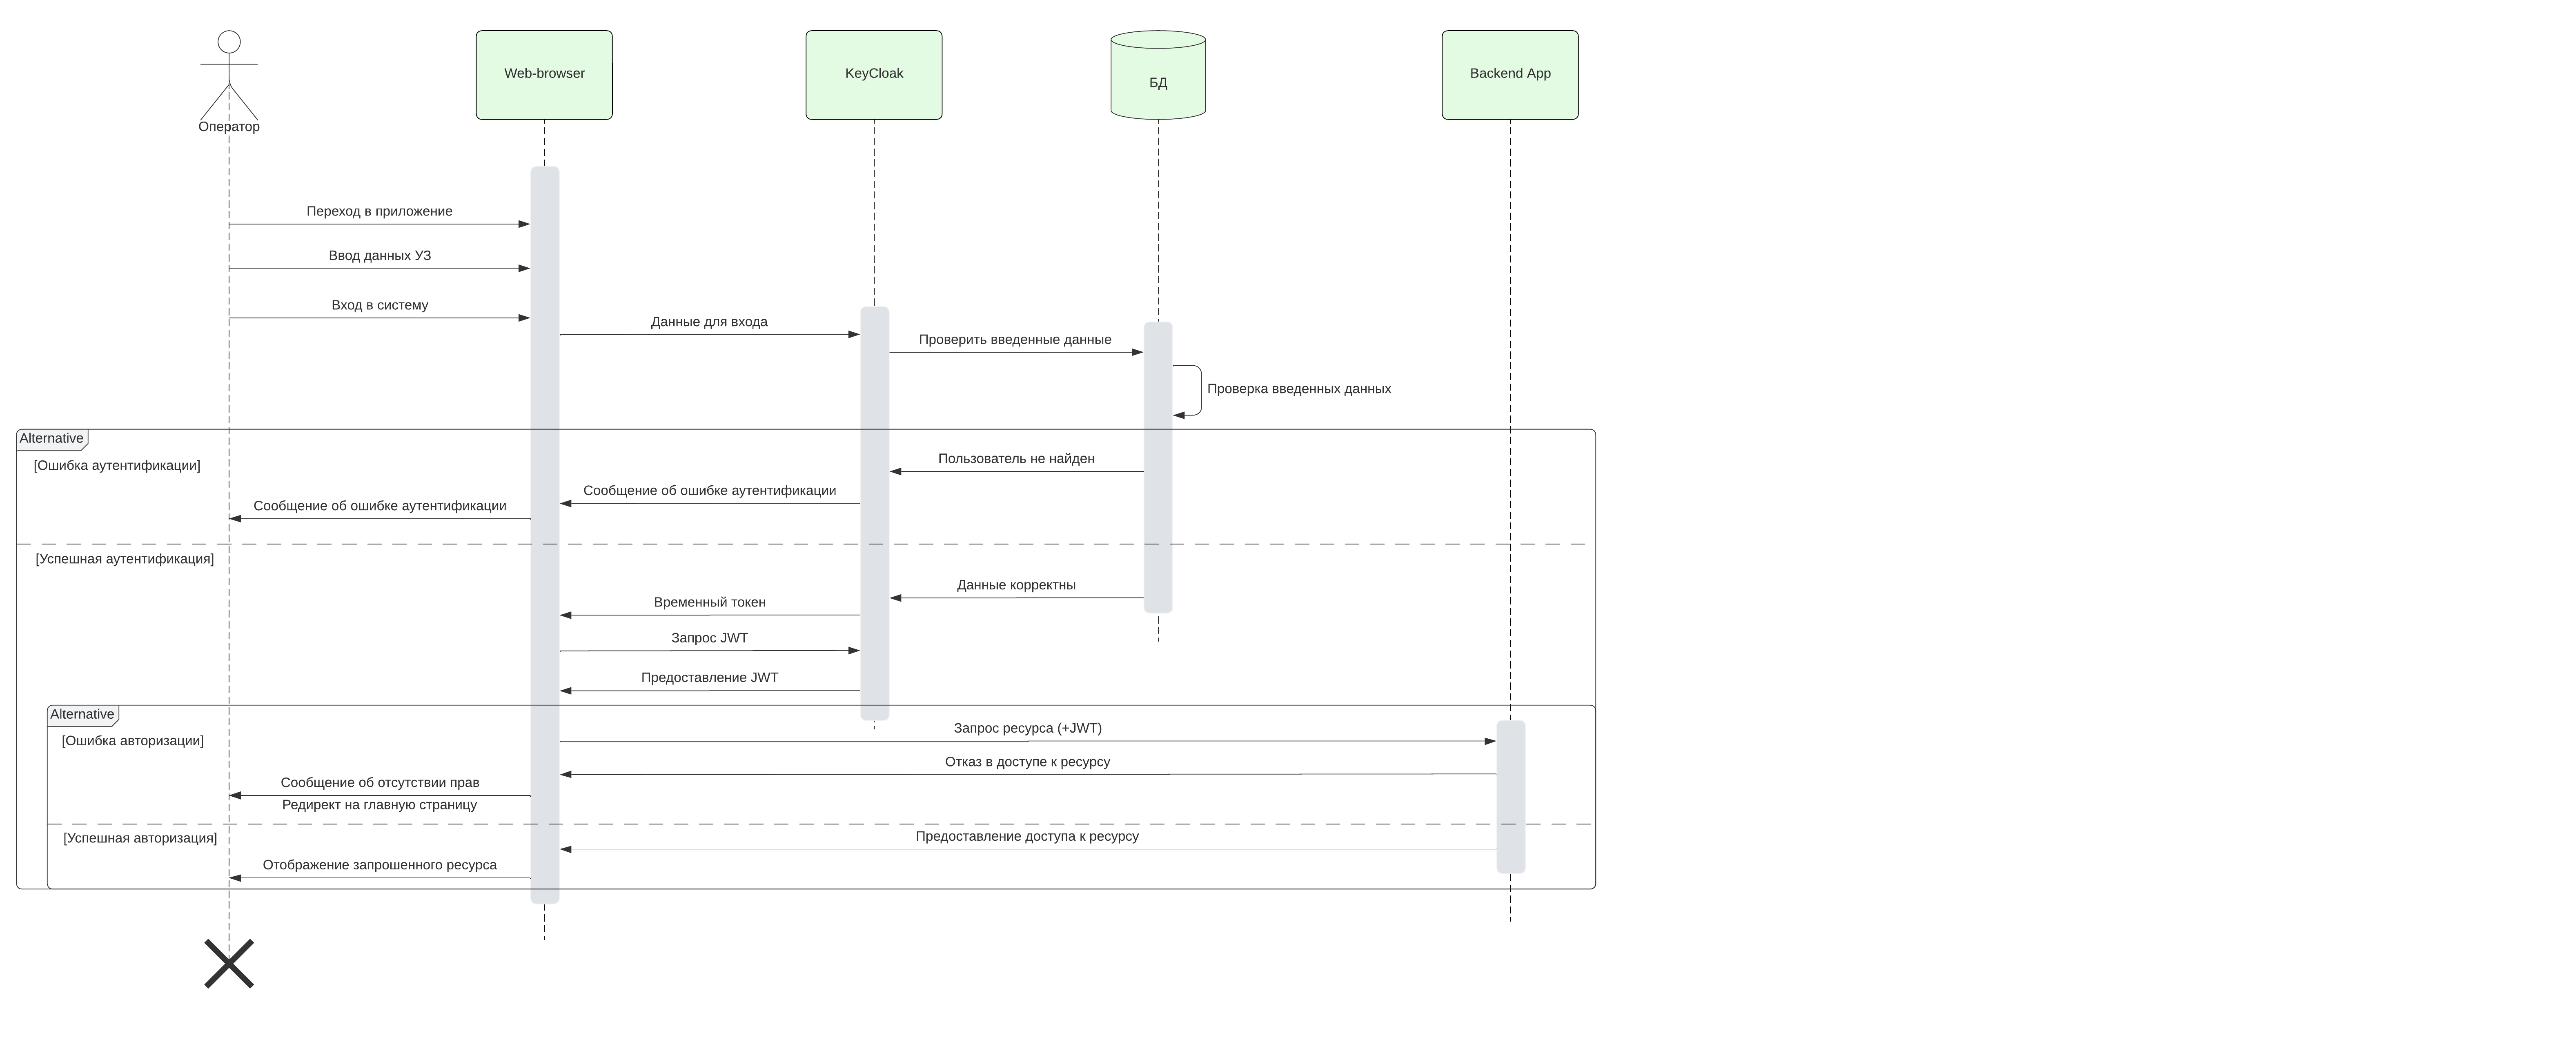 Оператор
Web-browser
KeyCloak
БД
Backend App
Переход в приложение
Ввод данных УЗ
Вход в систему
Данные для входа
Проверить введенные данные
Проверка введенных данных
Alternative
[Ошибка аутентификации]
Пользователь не найден
Сообщение об ошибке аутентификации
Сообщение об ошибке аутентификации
[Успешная аутентификация]
Данные корректны
Временный токен
Запрос JWT
Предоставление JWT
Alternative
[Ошибка авторизации]
Запрос ресурса (+JWT)
Отказ в доступе к ресурсу
Сообщение об отсутствии прав
Редирект на главную страницу
[Успешная авторизация]
Предоставление доступа к ресурсу
Отображение запрошенного ресурса